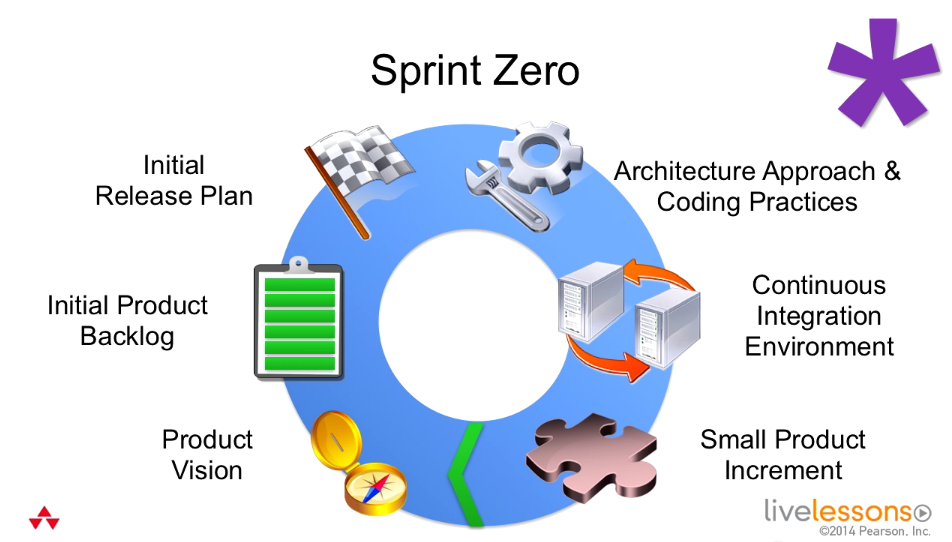 Sprint Zero
Initial
Release Plan
Architecture Approach &
Coding Practices
Initial Product
Backlog
Continuous
Integration
Environment
Product
Vision
Small Product
Increment
livelessons
©2014 Pearson, Inc.